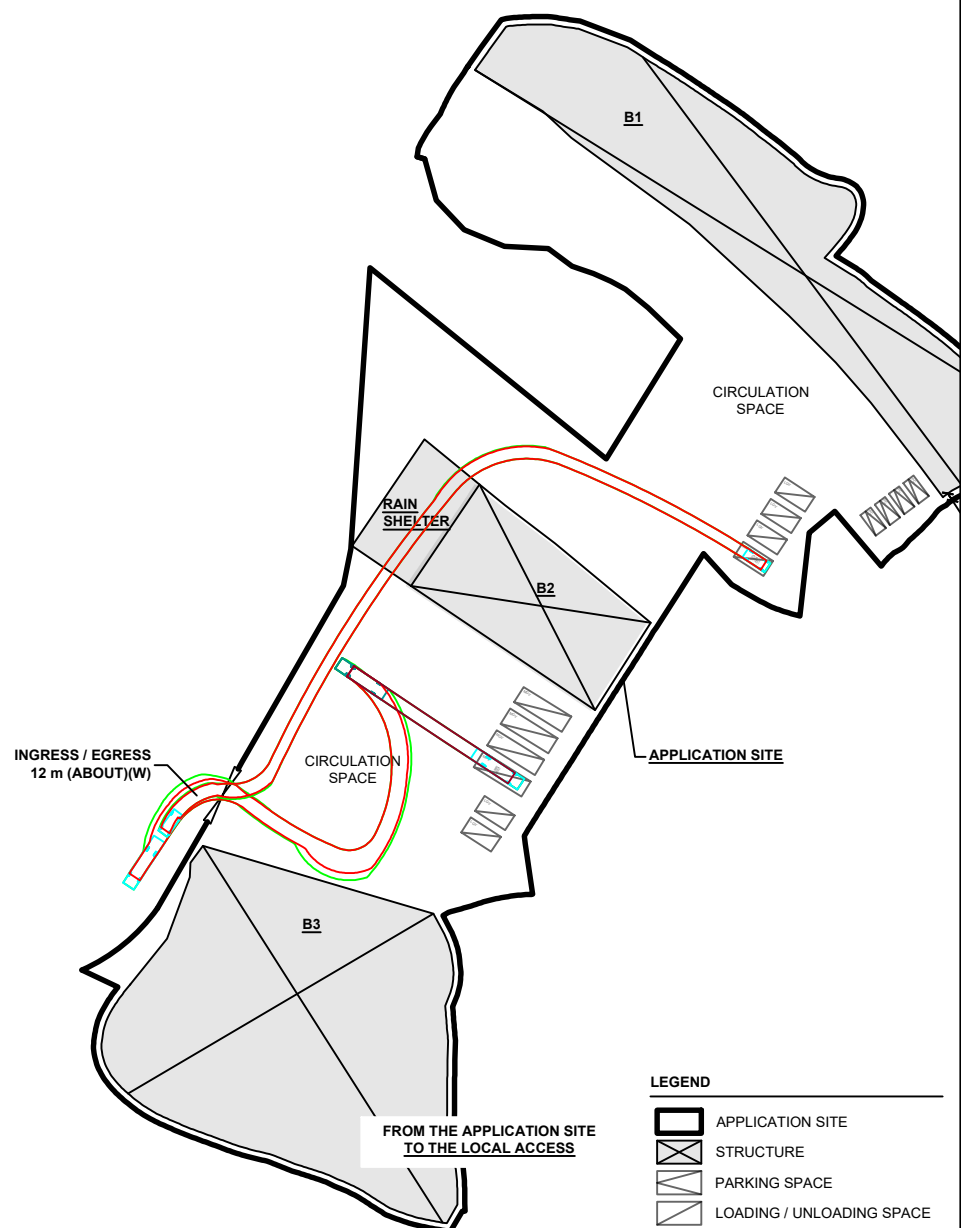 B1
CIRCULATION
SPACE
RAIN
SHELTER
B2
INGRESS / EGRESS
12 m (ABOUT)(W)
CIRCULATION
SPACE
APPLICATION SITE
B3
FROM THE APPLICATION SITE
TO THE LOCAL ACCESS
LEGEND
APPLICATION SITE
STRUCTURE
PARKING SPACE
LOADING / UNLOADING SPACE